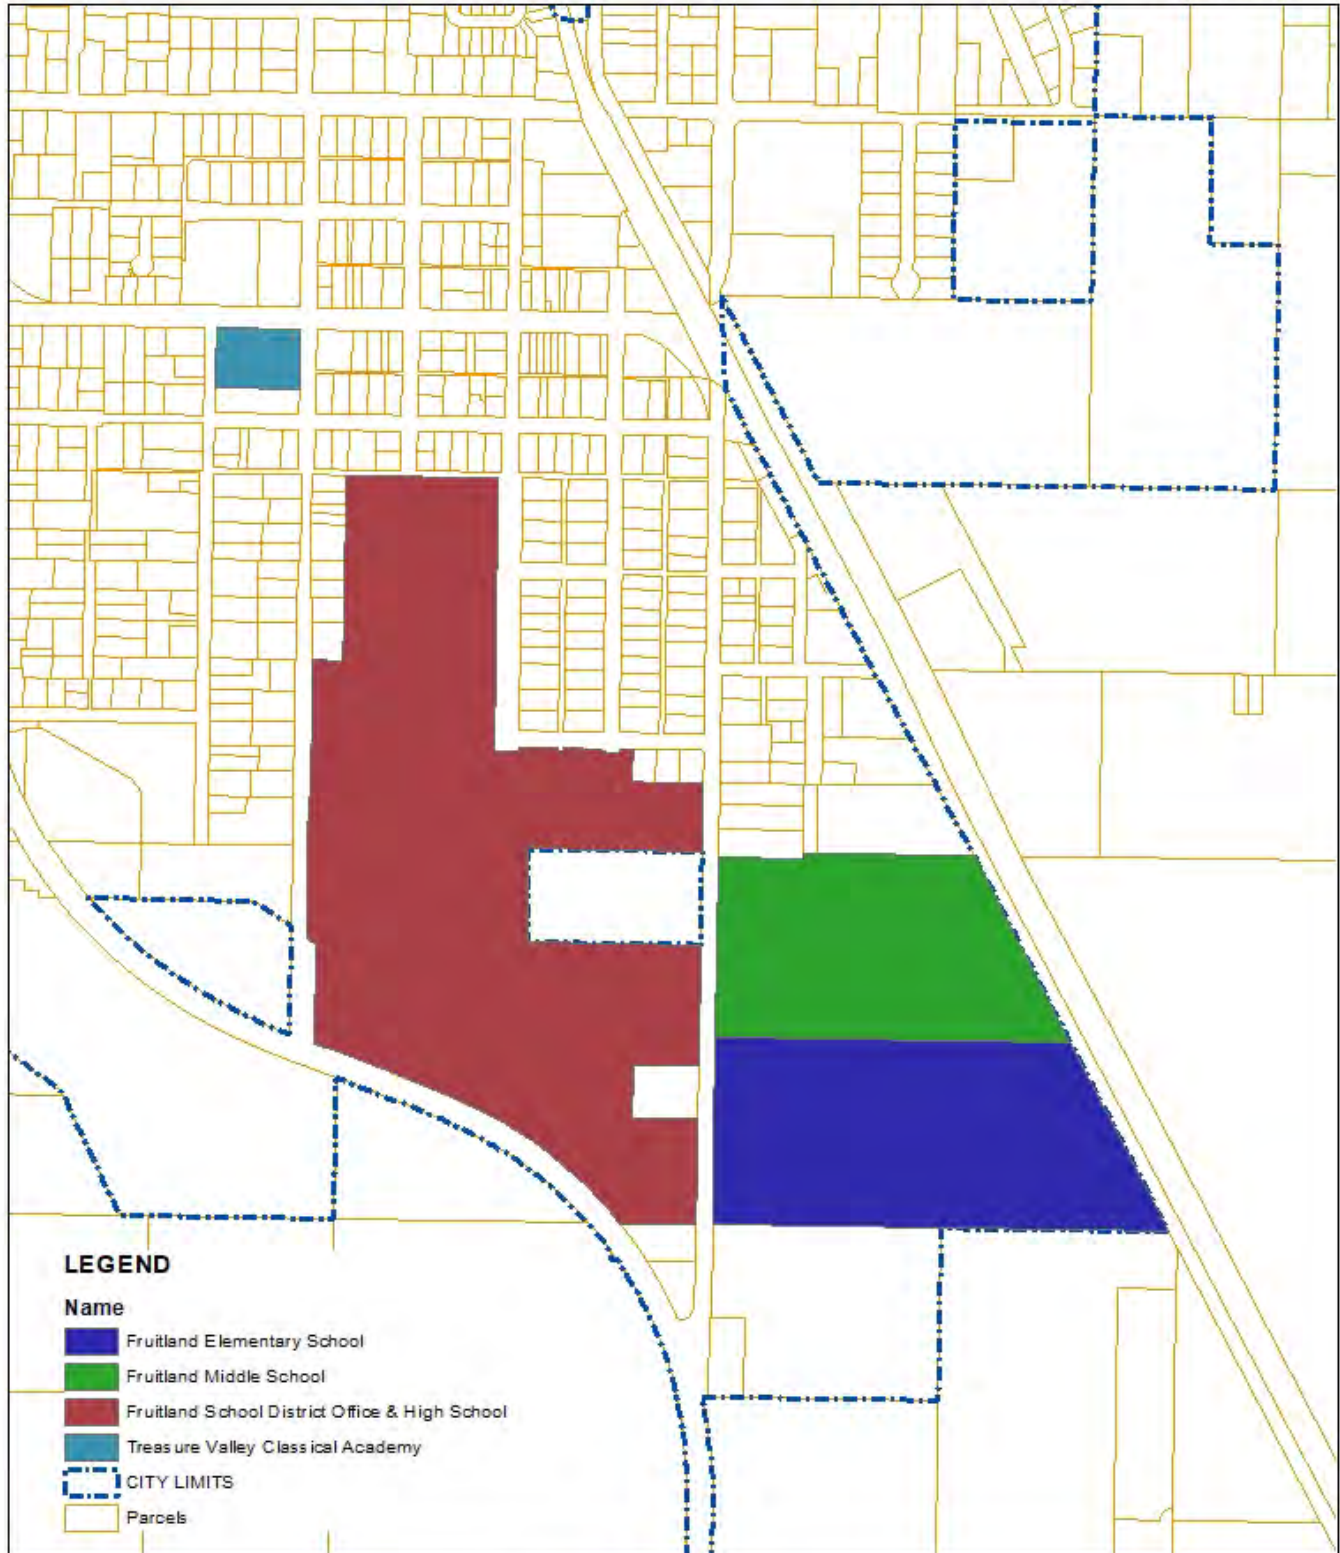 LEGEND
Name
Fruitland Elementary School
Fruitland Middle School
Fruitland School District Office & High School
Treasure Valley Classical Academy
CITY LIMITS
Parcels